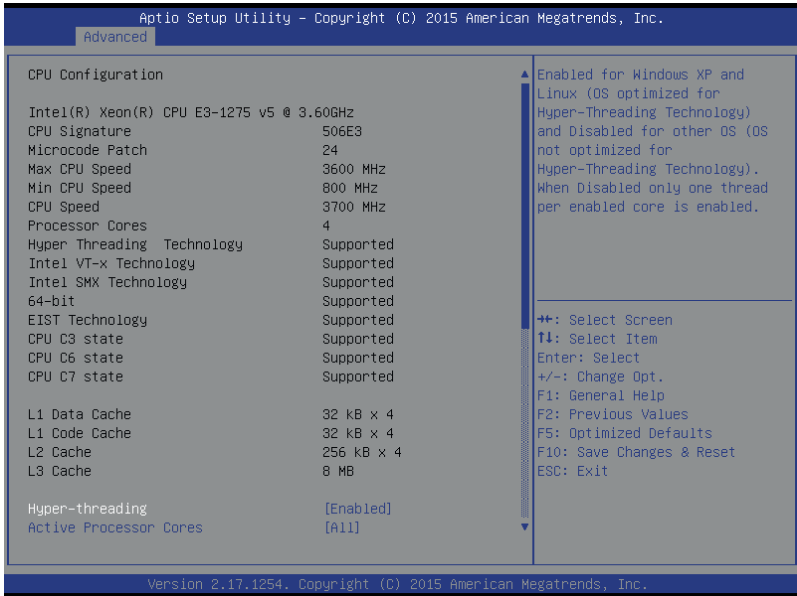 Aptio Setup Utility – Copyright (C) 2015 American Megatrends, Inc.
Advanced
CPU Configuration
Intel(R) Xeon(R) CPU E3-1275 v5 @ 3.60GHz
CPU Signature 506E3
Microcode Patch 24
Max CPU Speed 3600 MHz
Min CPU Speed 800 MHz
CPU Speed 3700 MHz
Processor Cores 4
Hyper Threading Technology Supported
Intel VT-x Technology Supported
Intel SMX Technology Supported
64-bit Supported
EIST Technology Supported
CPU C3 state Supported
CPU C6 state Supported
CPU C7 state Supported
L1 Data Cache 32 kB x 4
L1 Code Cache 32 kB x 4
L2 Cache 256 kB x 4
L3 Cache 8 MB
Hyper-threading [Enabled]
Active Processor Cores [All]
Enabled for Windows XP and
Linux (OS optimized for
Hyper-Threading Technology)
and Disabled for other OS (OS
not optimized for
Hyper-Threading Technology).
When Disabled only one thread
per enabled core is enabled.
→←: Select Screen
↑↓: Select Item
Enter: Select
+/-: Change Opt.
F1: General Help
F2: Previous Values
F5: Optimized Defaults
F10: Save Changes & Reset
ESC: Exit
Version 2.17.1254. Copyright (C) 2015 American Megatrends, Inc.